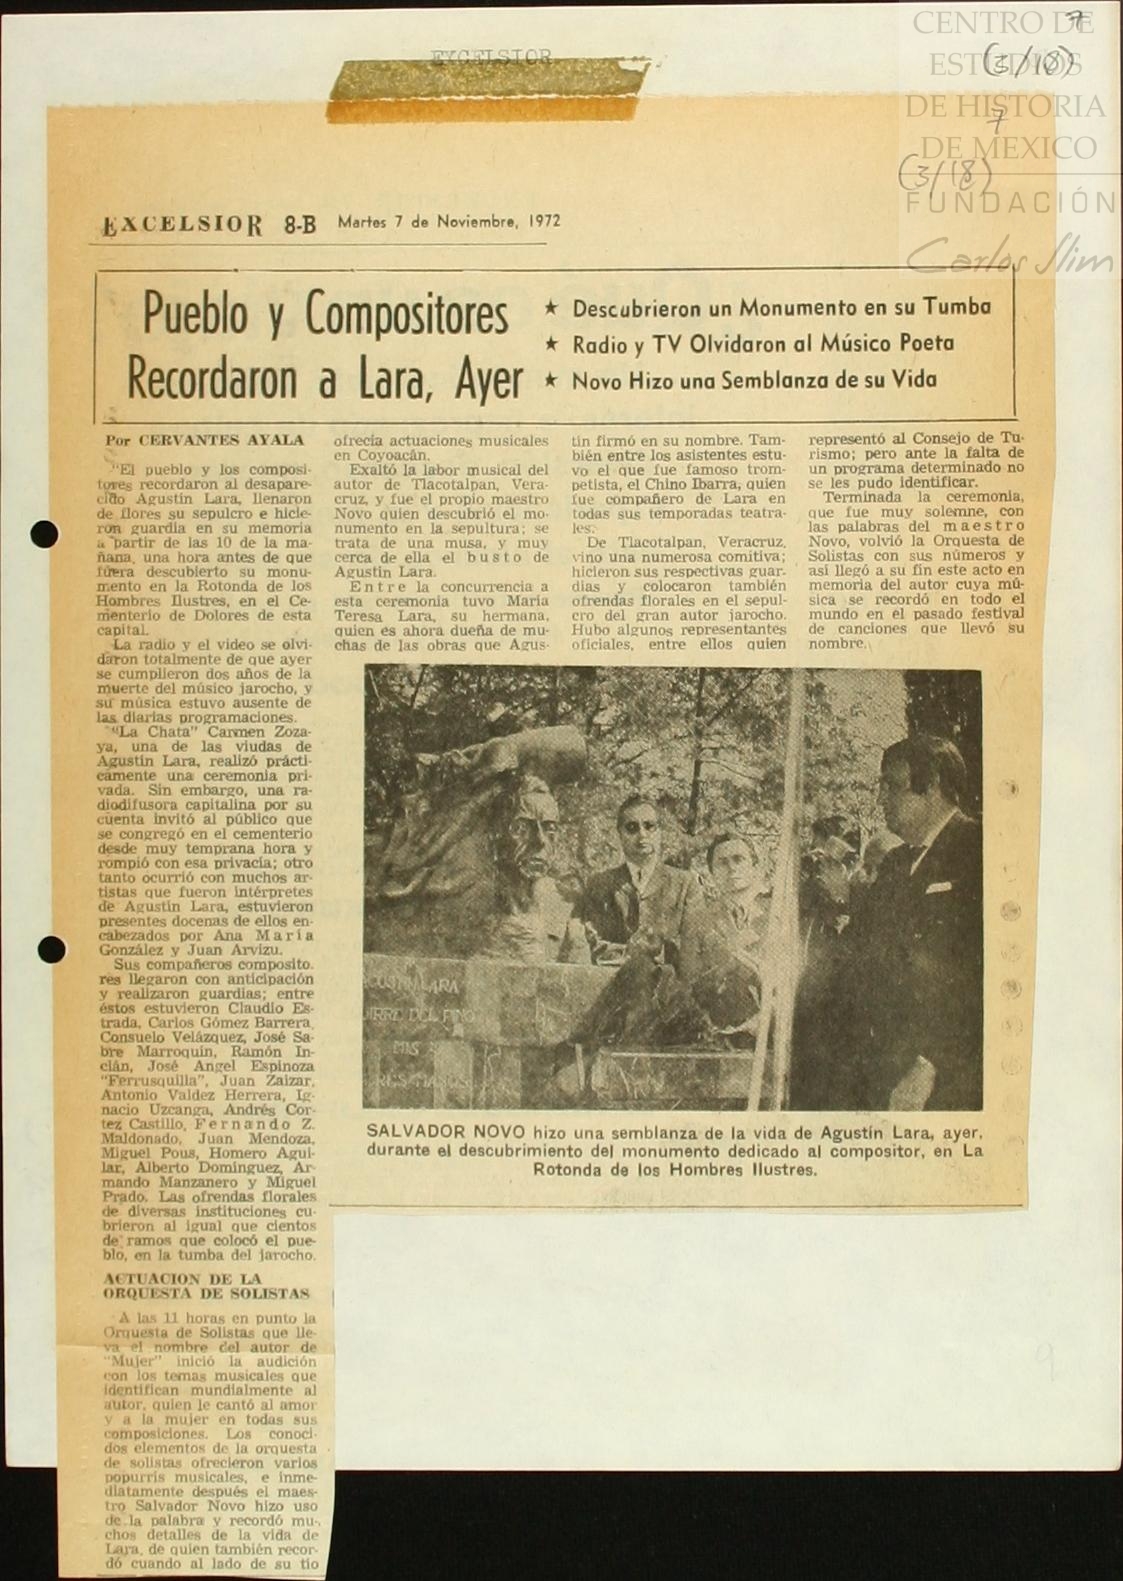 EXCELSIOR
CENTRO DE
ESTUDIOS
DE HISTORIA
DE MEXICO
FUNDACIÓN
Carlos Slim
7
(3/18)
7
(3/18)
EXCELSIOR 8-B Martes 7 de Noviembre, 1972
Pueblo y Compositores
Recordaron a Lara, Ayer
★ Descubrieron un Monumento en su Tumba
★ Radio y TV Olvidaron al Músico Poeta
★ Novo Hizo una Semblanza de su Vida
Por CERVANTES AYALA
"El pueblo y los composi-
tores recordaron al desapare-
cido Agustín Lara, llenaron
de flores su sepulcro e hicie-
ron guardia en su memoria
a partir de las 10 de la ma-
ñana, una hora antes de que
fuera descubierto su monu-
mento en la Rotonda de los
Hombres Ilustres, en el Ce-
menterio de Dolores de esta
capital.
La radio y el video se olvi-
daron totalmente de que ayer
se cumplieron dos años de la
muerte del músico jarocho, y
su música estuvo ausente de
las diarias programaciones.
"La Chata" Carmen Zoza-
ya, una de las viudas de
Agustín Lara, realizó prácti-
camente una ceremonia pri-
vada. Sin embargo, una ra-
diodifusora capitalina por su
cuenta invitó al público que
se congregó en el cementerio
desde muy temprana hora y
rompió con esa privacía; otro
tanto ocurrió con muchos ar-
tistas que fueron intérpretes
de Agustín Lara, estuvieron
presentes docenas de ellos en-
cabezados por Ana María
González y Juan Arvizu.
Sus compañeros composito.
res llegaron con anticipación
y realizaron guardias; entre
éstos estuvieron Claudio Es-
trada, Carlos Gómez Barrera,
Consuelo Velázquez, José Sa-
bre Marroquín, Ramón In-
clán, José Angel Espinoza
"Ferrusquilla", Juan Zaizar,
Antonio Valdez Herrera, Ig-
nacio Uzcanga, Andrés Cor-
tez Castillo, Fernando Z.
Maldonado, Juan Mendoza,
Miguel Pous, Homero Agui-
lar, Alberto Domínguez, Ar-
mando Manzanero y Miguel
Prado. Las ofrendas florales
de diversas instituciones cu-
brieron al igual que cientos
de ramos que colocó el pue-
blo, en la tumba del jarocho.
ACTUACION DE LA
ORQUESTA DE SOLISTAS
A las 11 horas en punto la
Orquesta de Solistas que lle-
va el nombre del autor de
"Mujer" inició la audición
con los temas musicales que
identifican mundialmente al
autor, quien le cantó al amor
y a la mujer en todas sus
composiciones. Los conoci-
dos elementos de la orquesta
de solistas ofrecieron varios
popurrís musicales, e inme-
diatamente después el maes-
tro Salvador Novo hizo uso
de la palabra y recordó mu-
chos detalles de la vida de
Lara, de quien también recor-
dó cuando al lado de su tío
ofrecía actuaciones musicales
en Coyoacán.
Exaltó la labor musical del
autor de Tlacotalpan, Vera-
cruz, y fue el propio maestro
Novo quien descubrió el mo-
numento en la sepultura; se
trata de una musa, y muy
cerca de ella el busto de
Agustín Lara.
Entre la concurrencia a
esta ceremonia tuvo María
Teresa Lara, su hermana,
quien es ahora dueña de mu-
chas de las obras que Agus-
tín firmó en su nombre. Tam-
bién entre los asistentes estu-
vo el que fue famoso trom-
petista, el Chino Ibarra, quien
fue compañero de Lara en
todas sus temporadas teatra-
les.
De Tlacotalpan, Veracruz,
vino una numerosa comitiva;
hicieron sus respectivas guar-
dias y colocaron también
ofrendas florales en el sepul-
cro del gran autor jarocho.
Hubo algunos representantes
oficiales, entre ellos quien
representó al Consejo de Tu-
rismo; pero ante la falta de
un programa determinado no
se les pudo identificar.
Terminada la ceremonia,
que fue muy solemne, con
las palabras del maestro
Novo, volvió la Orquesta de
Solistas con sus números y
así llegó a su fin este acto en
memoria del autor cuya mú-
sica se recordó en todo el
mundo en el pasado festival
de canciones que llevó su
nombre.
AGUSTIN LARA
AGUIRRE DEL PINO
MIS
RES MANOS
SALVADOR NOVO hizo una semblanza de la vida de Agustín Lara, ayer,
durante el descubrimiento del monumento dedicado al compositor, en La
Rotonda de los Hombres Ilustres.
9